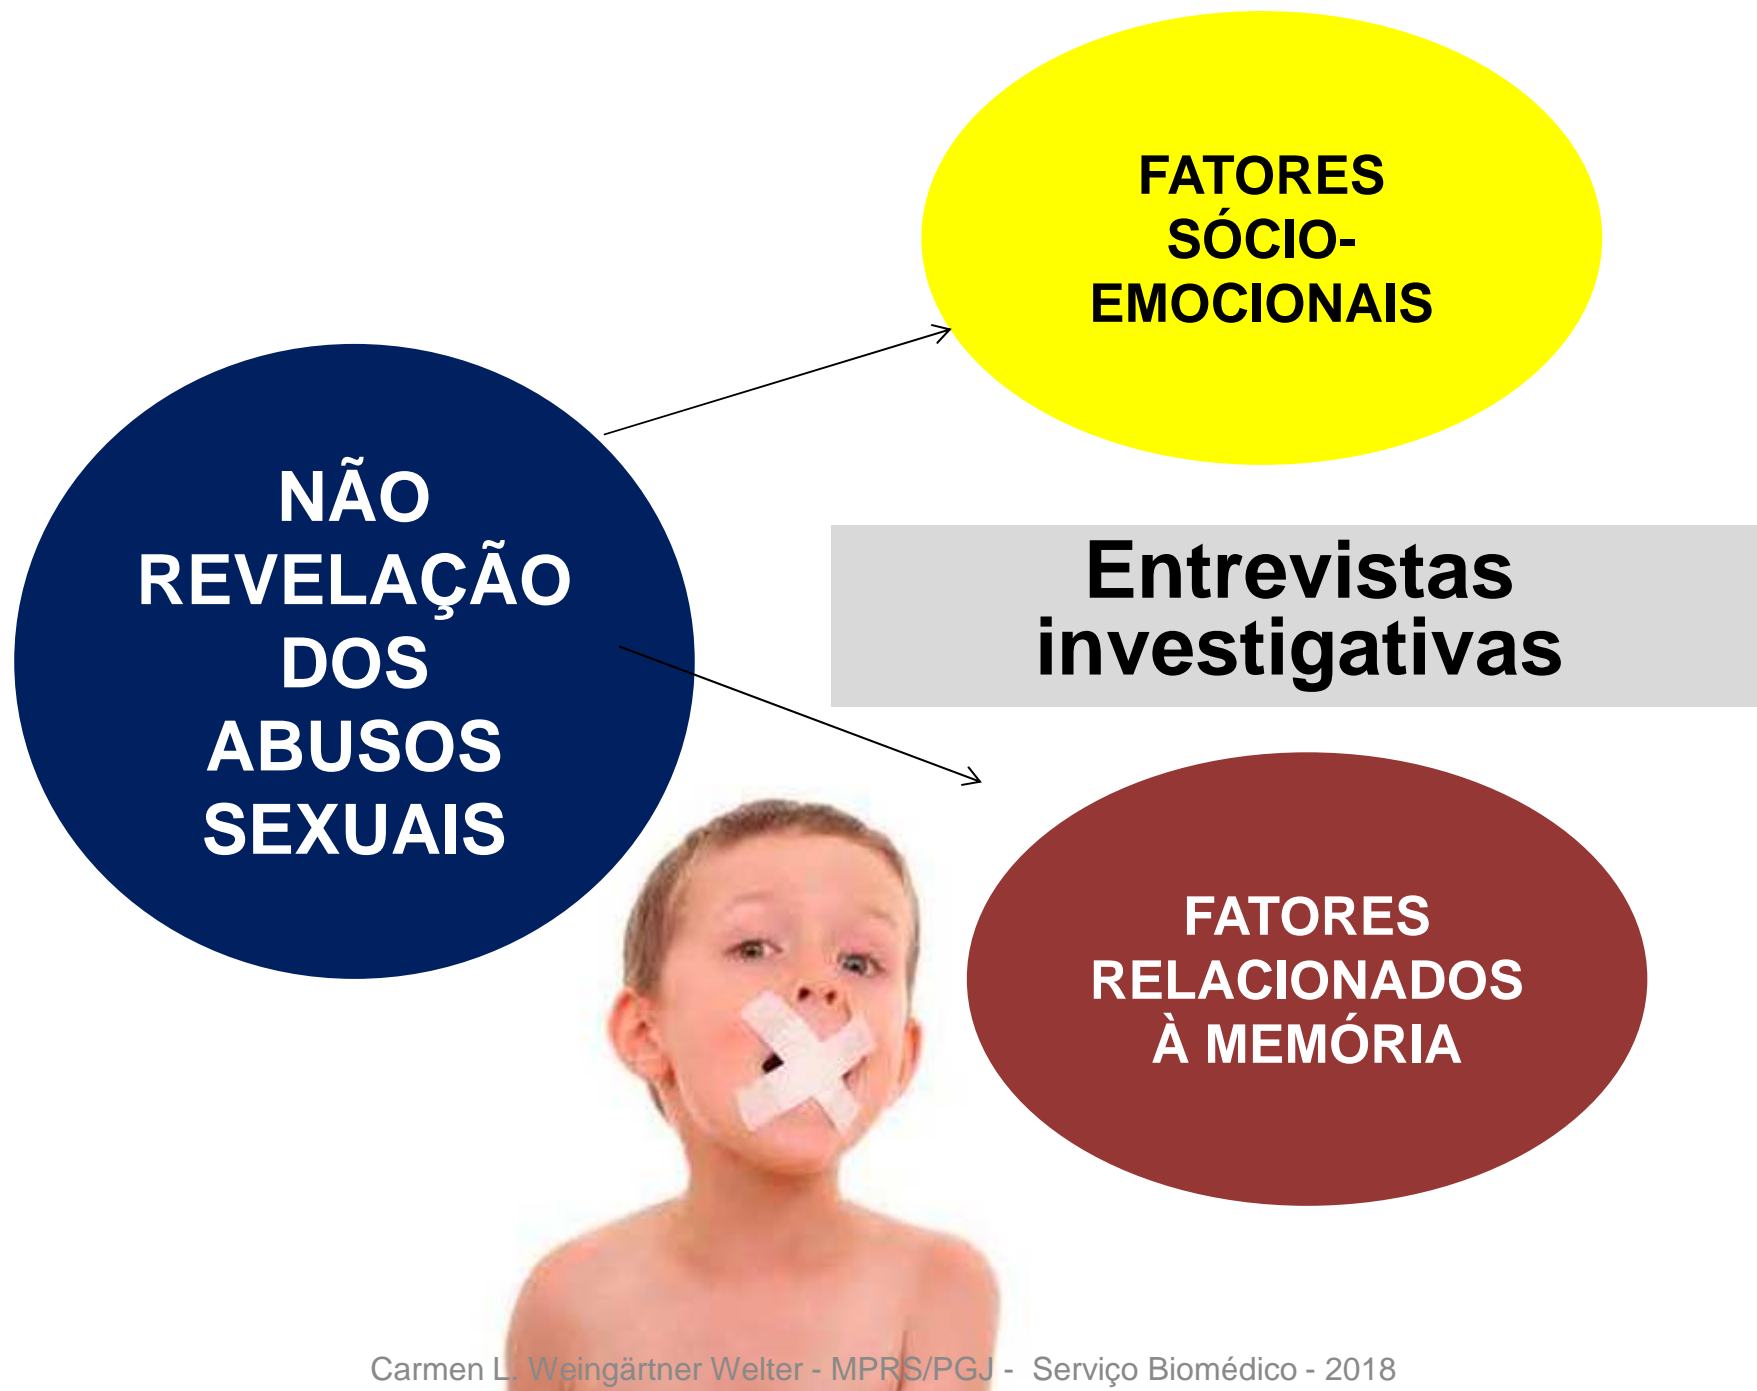 FATORES
SÓCIO-
EMOCIONAIS
NÃO
REVELAÇÃO
DOS
ABUSOS
SEXUAIS
Entrevistas
investigativas
FATORES
RELACIONADOS
À MEMÓRIA
Carmen L. Weingärtner Welter - MPRS/PGJ - Serviço Biomédico - 2018